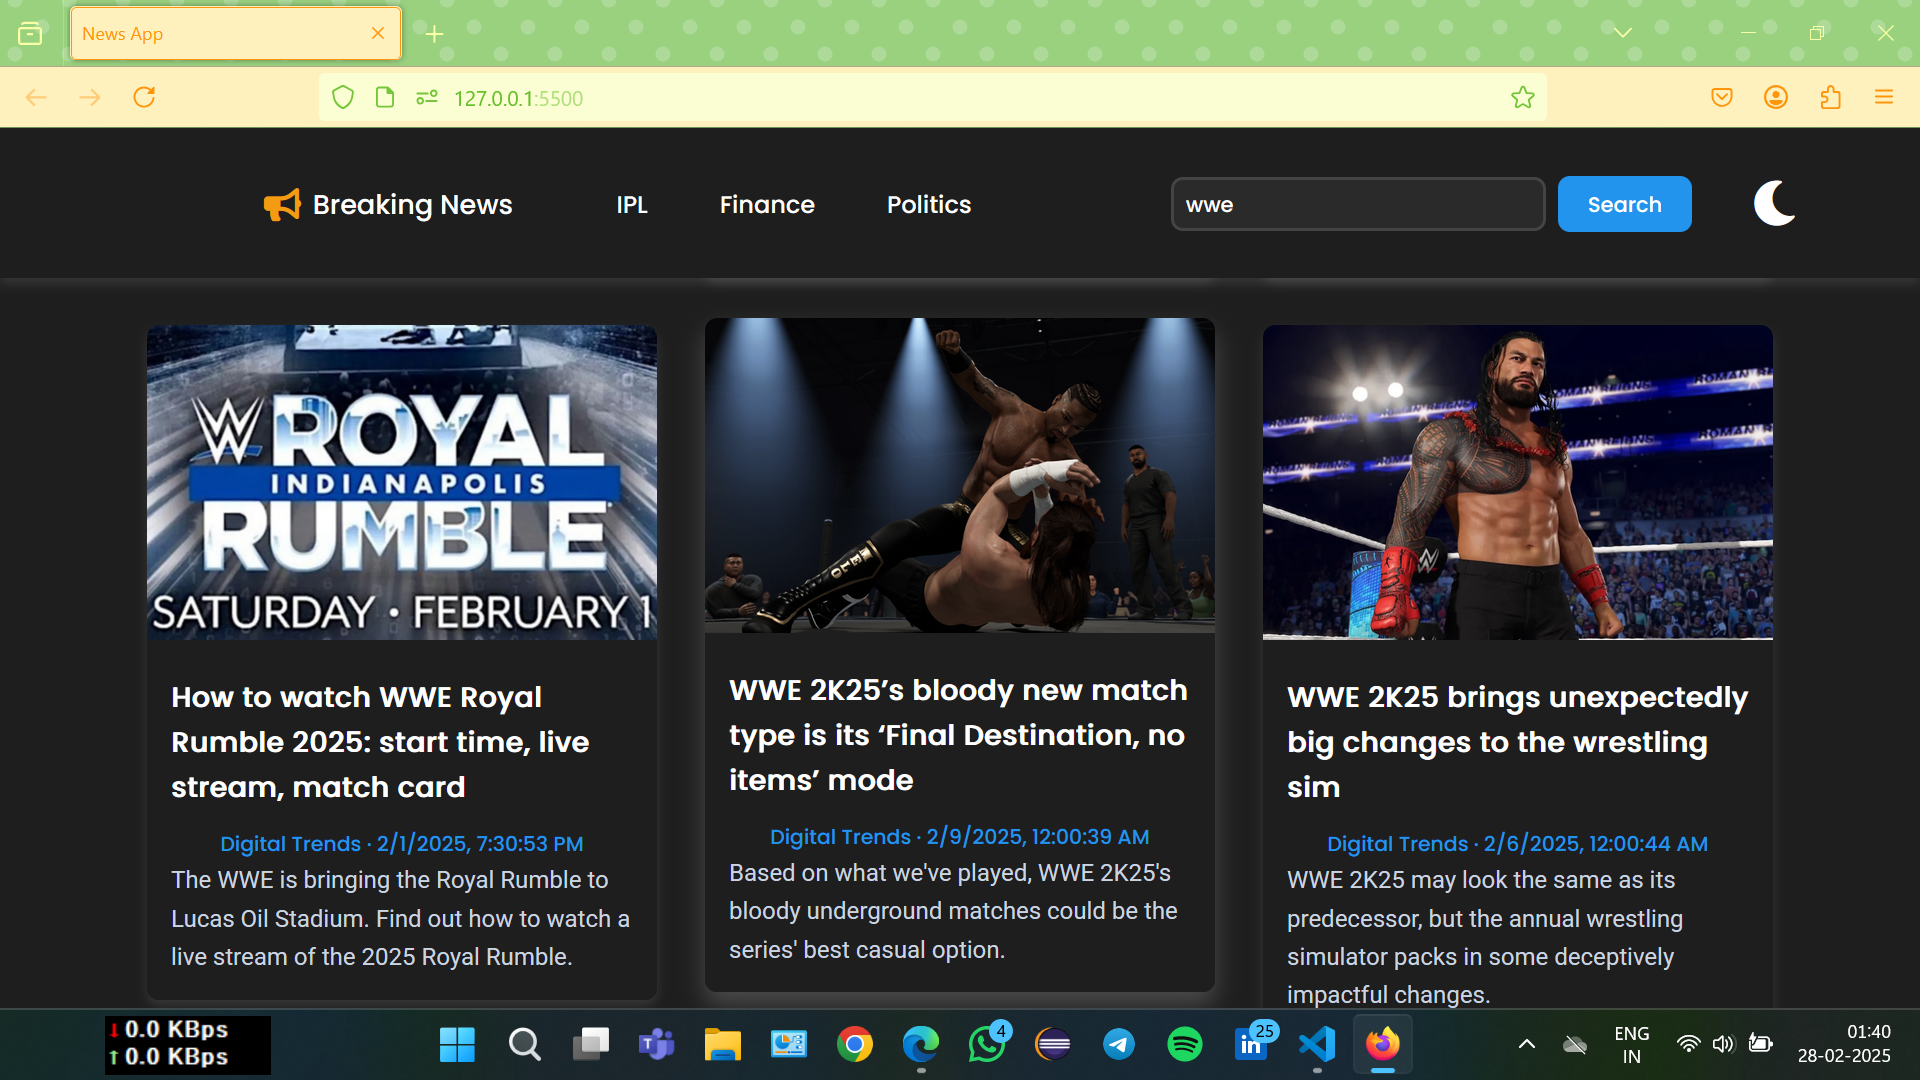 News App
127.0.0.1:5500
Breaking News
IPL
Finance
Politics
wwe
Search
W ROYAL
INDIANAPOLIS
RUMBLE
SATURDAY • FEBRUARY 1
How to watch WWE Royal
Rumble 2025: start time, live
stream, match card
Digital Trends · 2/1/2025, 7:30:53 PM
The WWE is bringing the Royal Rumble to
Lucas Oil Stadium. Find out how to watch a
live stream of the 2025 Royal Rumble.
WWE 2K25’s bloody new match
type is its ‘Final Destination, no
items’ mode
Digital Trends · 2/9/2025, 12:00:39 AM
Based on what we've played, WWE 2K25's
bloody underground matches could be the
series' best casual option.
ROMAN REIGNS
ROMAN
ROMAN
WWE 2K25 brings unexpectedly
big changes to the wrestling
sim
Digital Trends · 2/6/2025, 12:00:44 AM
WWE 2K25 may look the same as its
predecessor, but the annual wrestling
simulator packs in some deceptively
impactful changes.
↓ 0.0 KBps
↑ 0.0 KBps
4
25
ENG
IN
01:40
28-02-2025